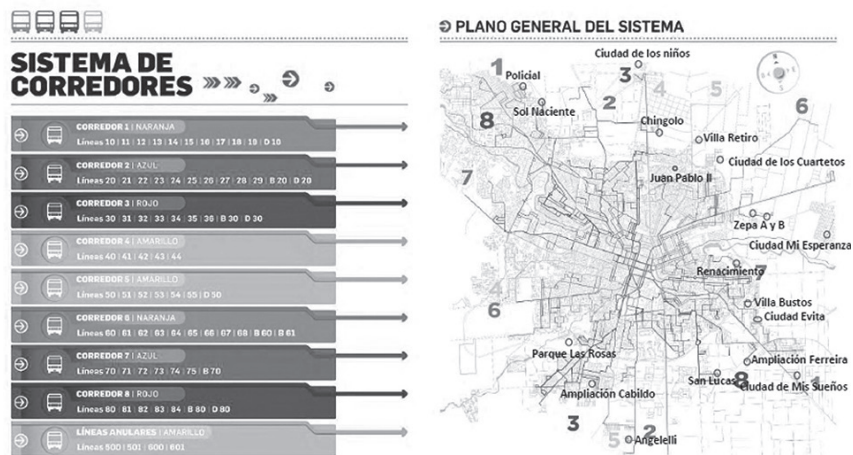 SISTEMA DE
CORREDORES
CORREDOR 1 | NARANJA
Líneas 10 | 11 | 12 | 13 | 14 | 15 | 16 | 17 | 18 | 19 | D 10
CORREDOR 2 | AZUL
Líneas 20 | 21 | 22 | 23 | 24 | 25 | 26 | 27 | 28 | 29 | B 20 | D 20
CORREDOR 3 | ROJO
Líneas 30 | 31 | 32 | 33 | 34 | 35 | 36 | B 30 | D 30
CORREDOR 4 | AMARILLO
Líneas 40 | 41 | 42 | 43 | 44
CORREDOR 5 | AMARILLO
Líneas 50 | 51 | 52 | 53 | 54 | 55 | D 50
CORREDOR 6 | NARANJA
Líneas 60 | 61 | 62 | 63 | 64 | 65 | 66 | 67 | 68 | B 60 | B 61
CORREDOR 7 | AZUL
Líneas 70 | 71 | 72 | 73 | 74 | 75 | B 70
CORREDOR 8 | ROJO
Líneas 80 | 81 | 82 | 83 | 84 | B 80 | D 80
LÍNEAS ANULARES | AMARILLO
Líneas 500 | 501 | 600 | 601
PLANO GENERAL DEL SISTEMA
Ciudad de los niños
1
Policial
3
4
5
2
6
Sol Naciente
8
Chingolo
Villa Retiro
Ciudad de los Cuartetos
7
Juan Pablo II
Zepa A y B
Ciudad Mi Esperanza
Renacimiento
7
4
6
Villa Bustos
Ciudad Evita
Parque Las Rosas
Ampliación Ferreira
San Lucas
8
Ciudad de Mis Sueños
1
Ampliación Cabildo
3
5
2
Angelelli